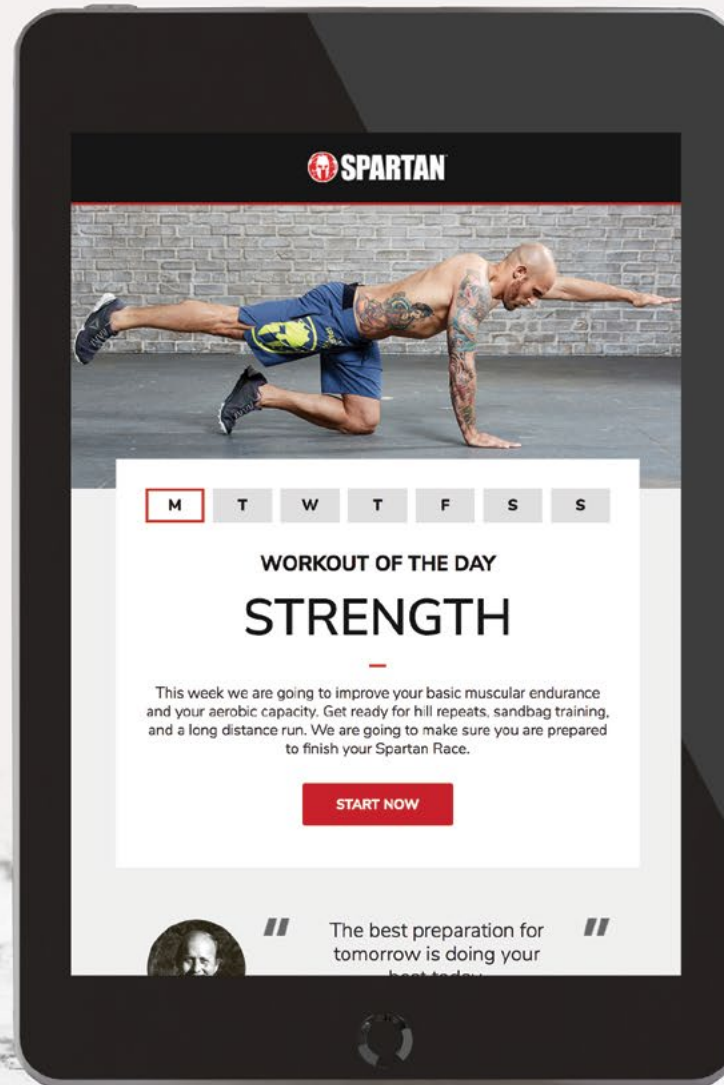 SPARTAN
M T W T F S S
WORKOUT OF THE DAY
STRENGTH
This week we are going to improve your basic muscular endurance
and your aerobic capacity. Get ready for hill repeats, sandbag training,
and a long distance run. We are going to make sure you are prepared
to finish your Spartan Race.
START NOW
" The best preparation for "
tomorrow is doing your
best today